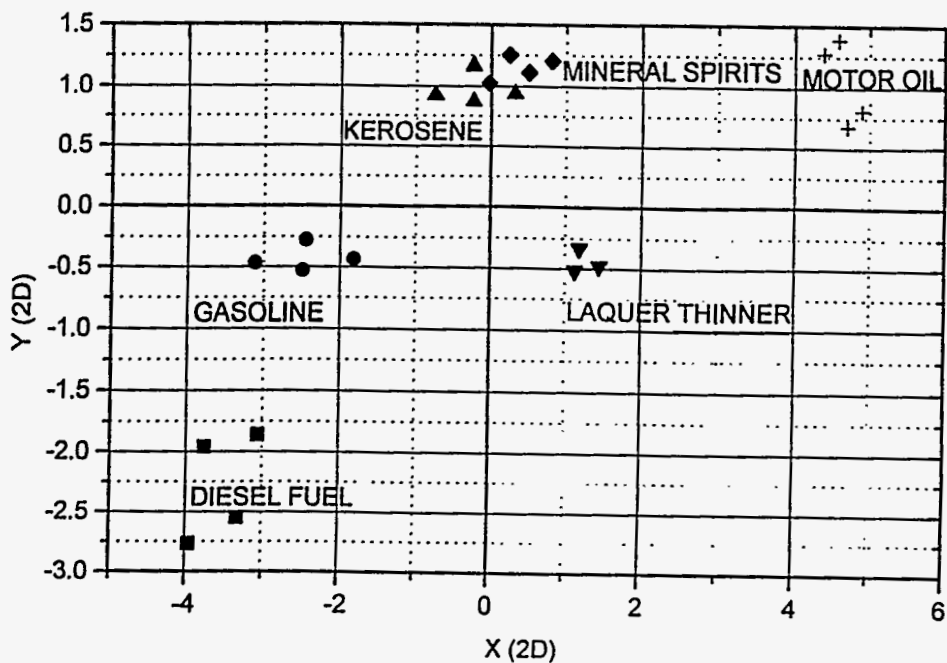 1.5
1.0
0.5
0.0
-0.5
-1.0
-1.5
-2.0
-2.5
-3.0
Y (2D)
MINERAL SPIRITS
MOTOR OIL
KEROSENE
GASOLINE
LAQUER THINNER
DIESEL FUEL
-4 -2 0 2 4 6
X (2D)